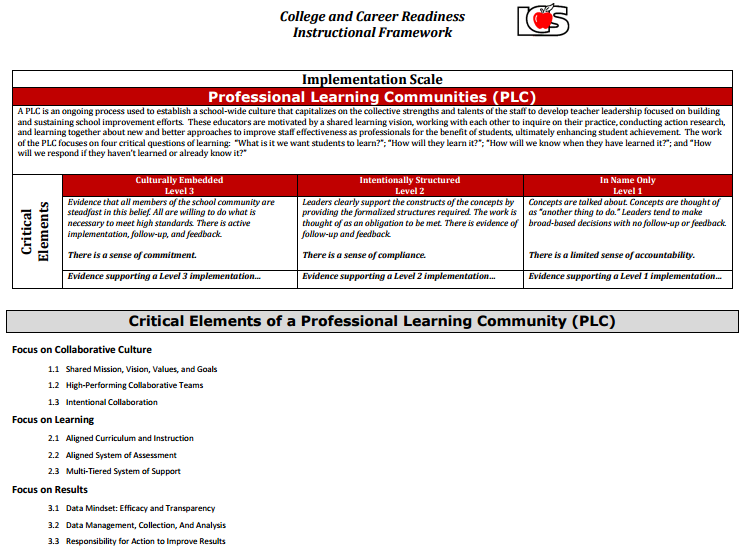 College and Career Readiness
Instructional Framework
LCS
Implementation Scale
Professional Learning Communities (PLC)
A PLC is an ongoing process used to establish a school-wide culture that capitalizes on the collective strengths and talents of the staff to develop teacher leadership focused on building
and sustaining school improvement efforts. These educators are motivated by a shared learning vision, working with each other to inquire on their practice, conducting action research,
and learning together about new and better approaches to improve staff effectiveness as professionals for the benefit of students, ultimately enhancing student achievement. The work
of the PLC focuses on four critical questions of learning: "What is it we want students to learn?"; "How will they learn it?"; "How will we know when they have learned it?"; and "How
will we respond if they haven't learned or already know it?"
Critical
Elements
Culturally Embedded
Level 3
Evidence that all members of the school community are
steadfast in this belief. All are willing to do what is
necessary to meet high standards. There is active
implementation, follow-up, and feedback.
There is a sense of commitment.
Evidence supporting a Level 3 implementation...
Intentionally Structured
Level 2
Leaders clearly support the constructs of the concepts by
providing the formalized structures required. The work is
thought of as an obligation to be met. There is evidence of
follow-up and feedback.
There is a sense of compliance.
Evidence supporting a Level 2 implementation...
In Name Only
Level 1
Concepts are talked about. Concepts are thought of
as "another thing to do." Leaders tend to make
broad-based decisions with no follow-up or feedback.
There is a limited sense of accountability.
Evidence supporting a Level 1 implementation...
Critical Elements of a Professional Learning Community (PLC)
Focus on Collaborative Culture
1.1 Shared Mission, Vision, Values, and Goals
1.2 High-Performing Collaborative Teams
1.3 Intentional Collaboration
Focus on Learning
2.1 Aligned Curriculum and Instruction
2.2 Aligned System of Assessment
2.3 Multi-Tiered System of Support
Focus on Results
3.1 Data Mindset: Efficacy and Transparency
3.2 Data Management, Collection, And Analysis
3.3 Responsibility for Action to Improve Results